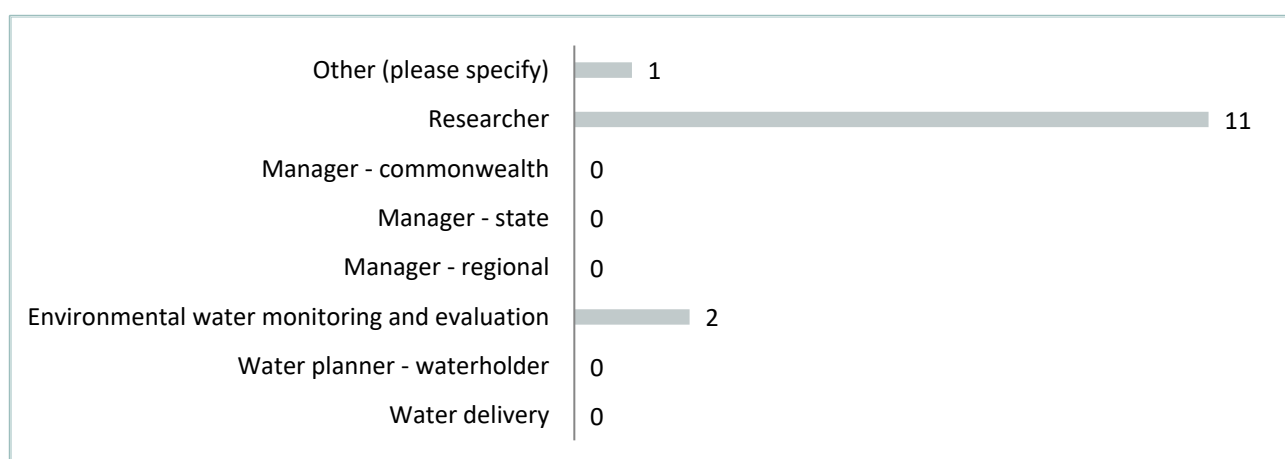 Other (please specify) 1
Researcher 11
Manager - commonwealth 0
Manager - state 0
Manager - regional 0
Environmental water monitoring and evaluation 2
Water planner - waterholder 0
Water delivery 0